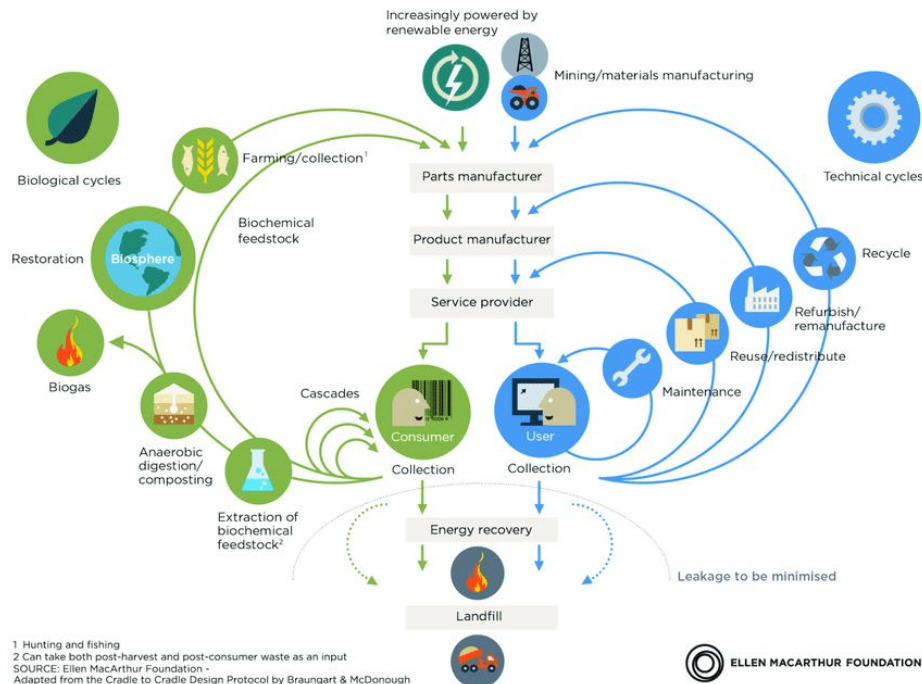 Increasingly powered by
renewable energy
Mining/materials manufacturing
Biological cycles
Technical cycles
Farming/collection¹
Parts manufacturer
Biochemical
feedstock
Product manufacturer
Restoration
Biosphere
Recycle
Service provider
Refurbish/
remanufacture
Reuse/redistribute
Biogas
Maintenance
Cascades
Consumer
User
Anaerobic
digestion/
composting
Collection
Collection
Extraction of
biochemical
feedstock²
Energy recovery
Leakage to be minimised
Landfill
1 Hunting and fishing
2 Can take both post-harvest and post-consumer waste as an input
SOURCE: Ellen MacArthur Foundation -
Adapted from the Cradle to Cradle Design Protocol by Braungart & McDonough
ELLEN MACARTHUR FOUNDATION